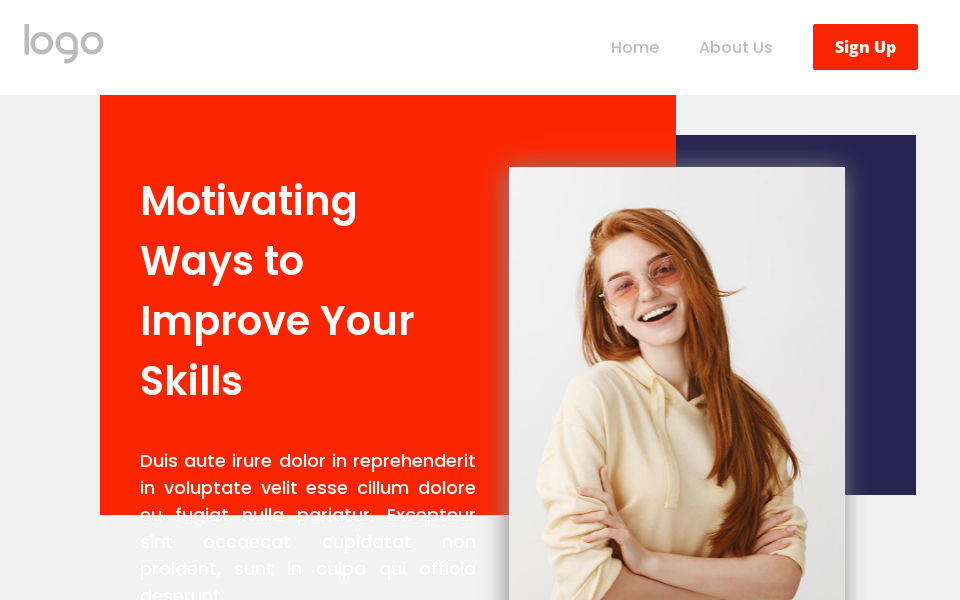 logo
Home
About Us
Sign Up
Motivating
Ways to
Improve Your
Skills
Duis aute irure dolor in reprehenderit
in voluptate velit esse cillum dolore
eu fugiat nulla pariatur. Excepteur
sint occaecat cupidatat non
proident, sunt in culpa qui officia
deserunt.